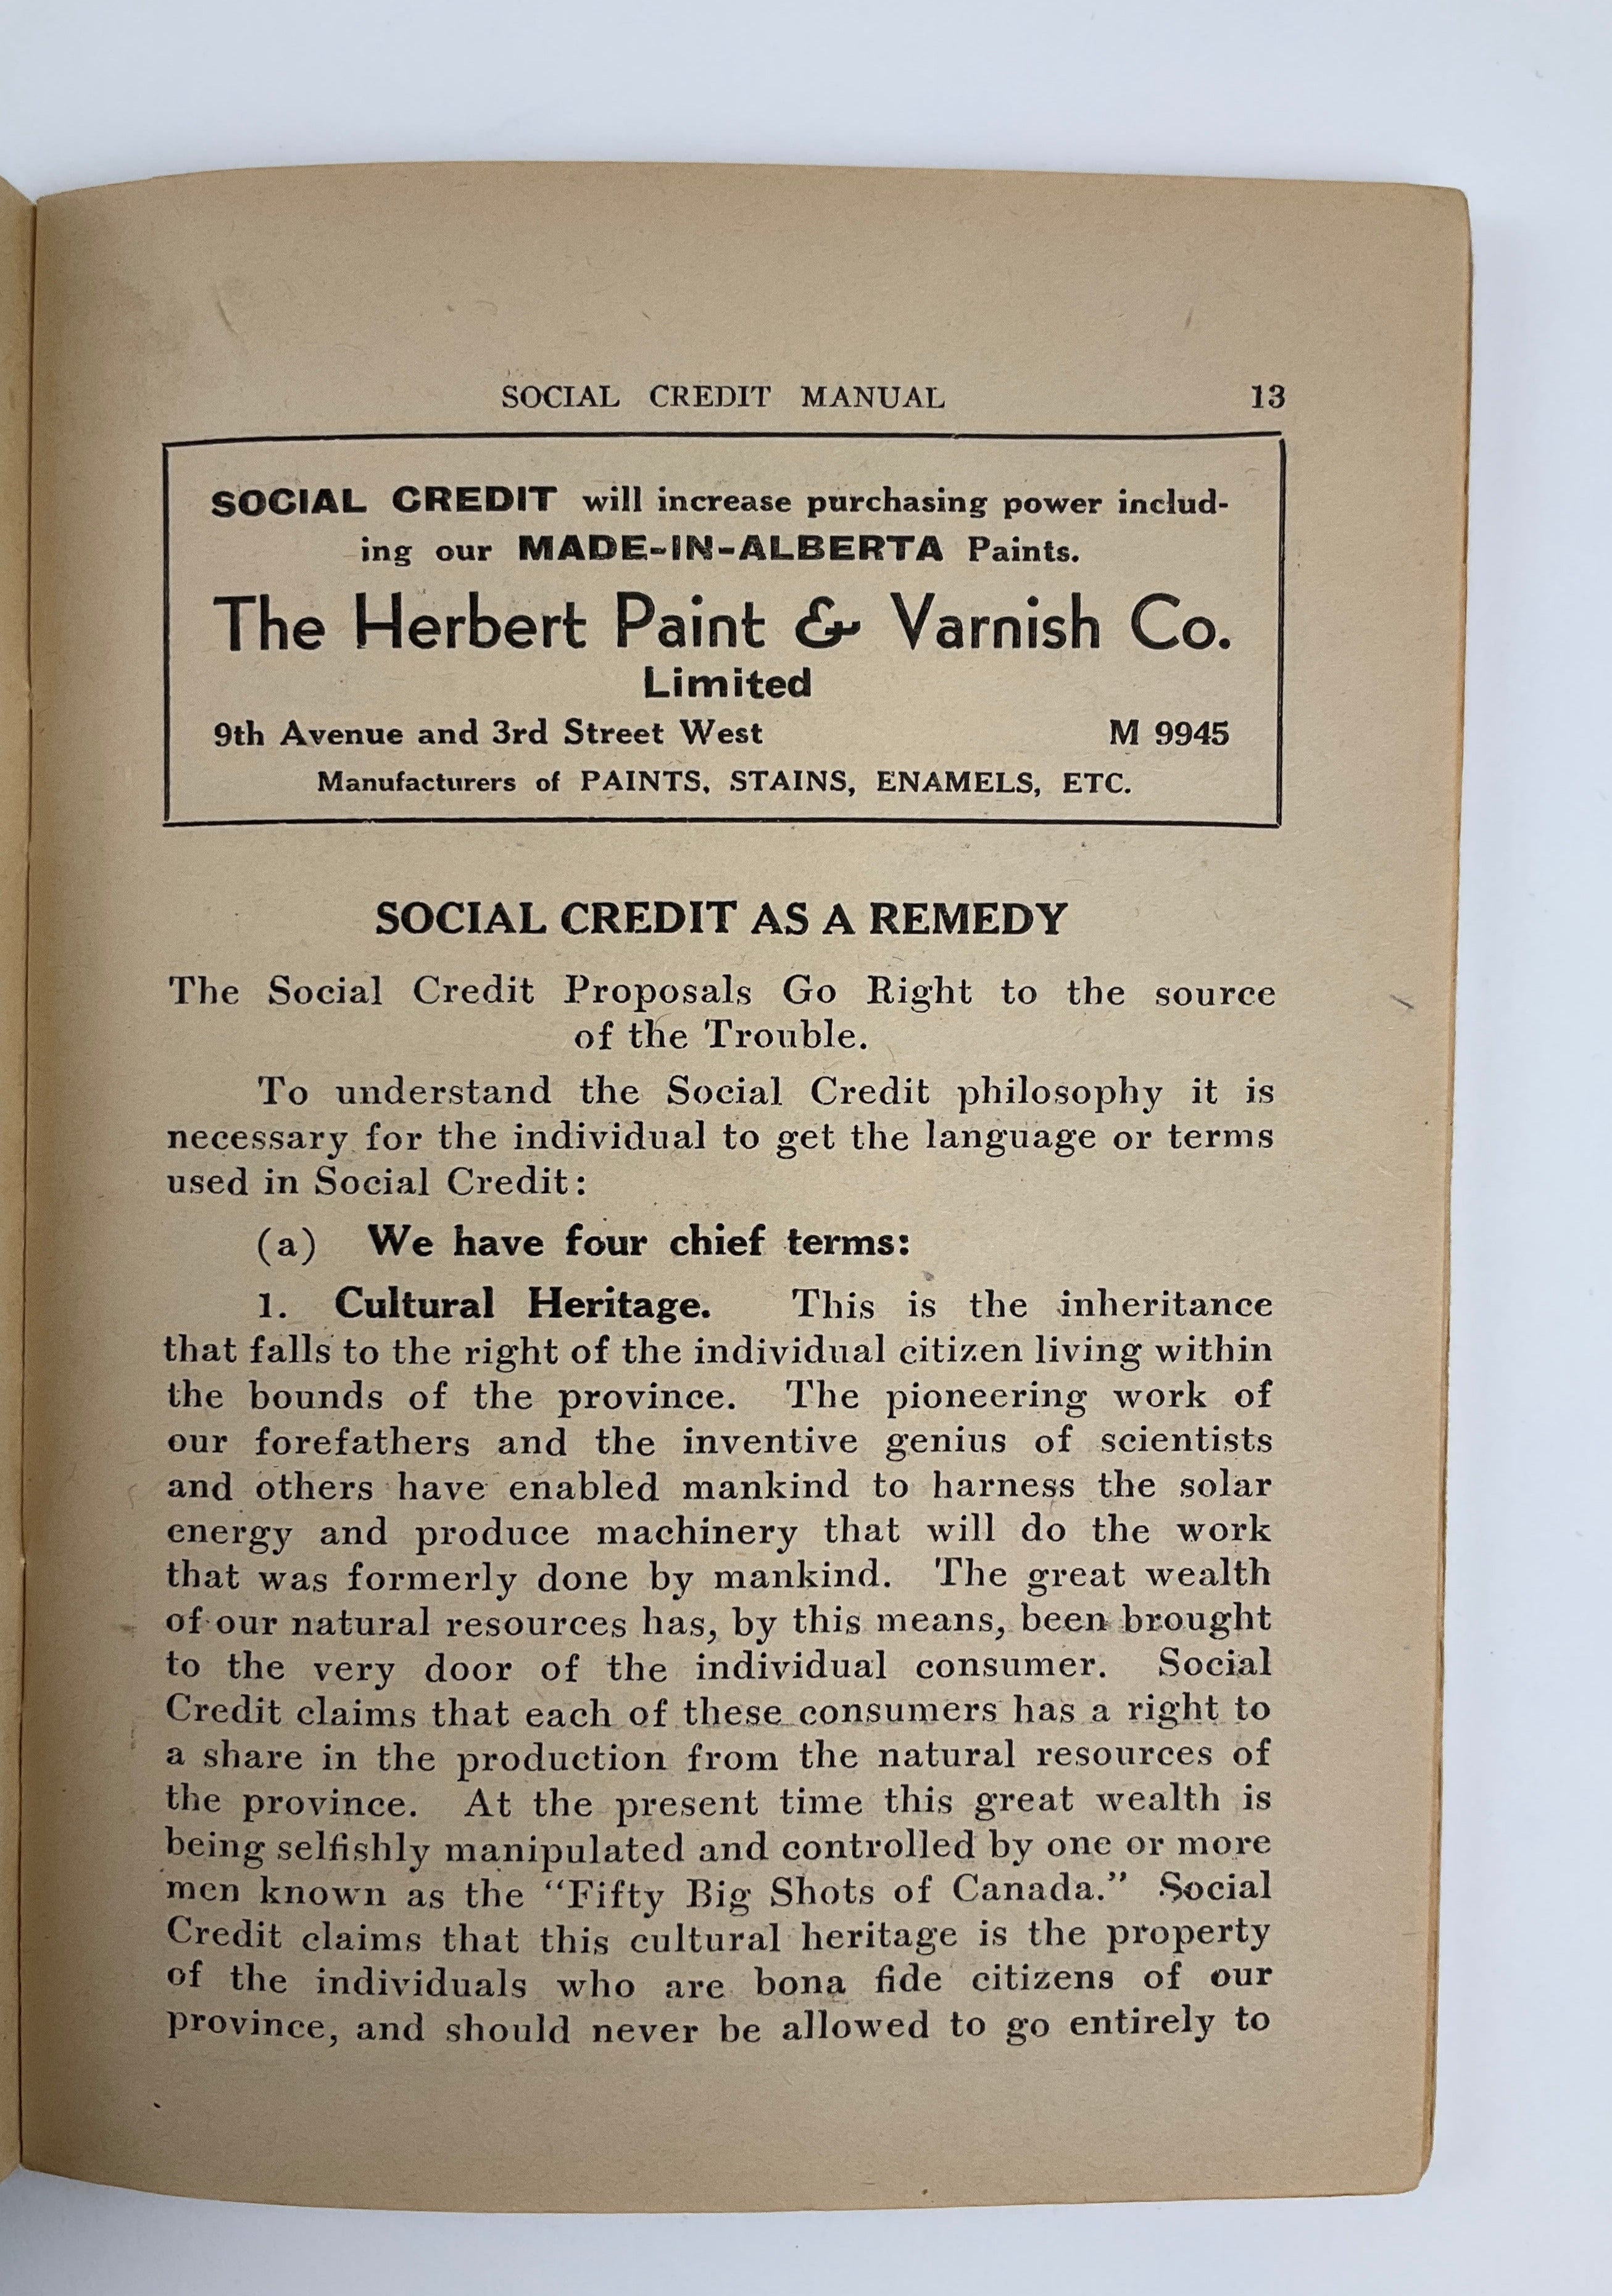 SOCIAL CREDIT MANUAL 13
SOCIAL CREDIT will increase purchasing power includ-
ing our MADE-IN-ALBERTA Paints.
The Herbert Paint & Varnish Co.
Limited
9th Avenue and 3rd Street West M 9945
Manufacturers of PAINTS, STAINS, ENAMELS, ETC.
SOCIAL CREDIT AS A REMEDY
The Social Credit Proposals Go Right to the source
of the Trouble.
To understand the Social Credit philosophy it is
necessary for the individual to get the language or terms
used in Social Credit:
(a) We have four chief terms:
1. Cultural Heritage. This is the inheritance
that falls to the right of the individual citizen living within
the bounds of the province. The pioneering work of
our forefathers and the inventive genius of scientists
and others have enabled mankind to harness the solar
energy and produce machinery that will do the work
that was formerly done by mankind. The great wealth
of our natural resources has, by this means, been brought
to the very door of the individual consumer. Social
Credit claims that each of these consumers has a right to
a share in the production from the natural resources of
the province. At the present time this great wealth is
being selfishly manipulated and controlled by one or more
men known as the “Fifty Big Shots of Canada.” Social
Credit claims that this cultural heritage is the property
of the individuals who are bona fide citizens of our
province, and should never be allowed to go entirely to